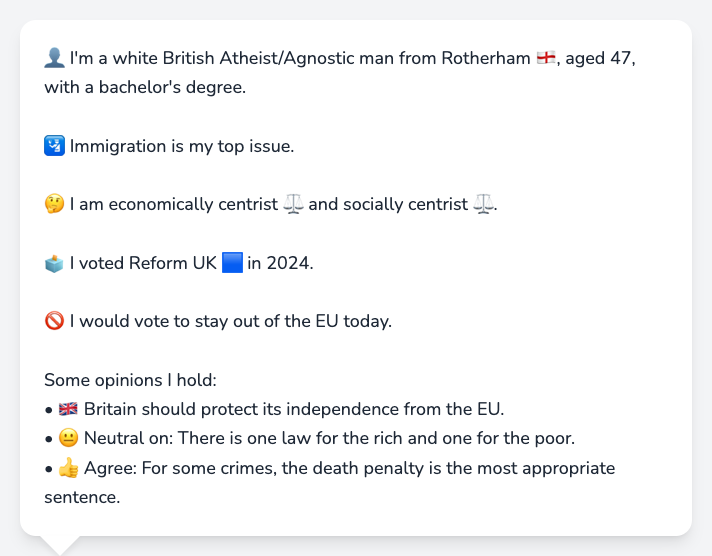 👤 I'm a white British Atheist/Agnostic man from Rotherham 🏴󠁧󠁢󠁥󠁮󠁧󠁿, aged 47,
with a bachelor's degree.
🛂 Immigration is my top issue.
🤔 I am economically centrist ⚖️ and socially centrist ⚖️.
🗳️ I voted Reform UK 🟦 in 2024.
🚫 I would vote to stay out of the EU today.
Some opinions I hold:
• 🇬🇧 Britain should protect its independence from the EU.
• 😐 Neutral on: There is one law for the rich and one for the poor.
• 👍 Agree: For some crimes, the death penalty is the most appropriate
sentence.